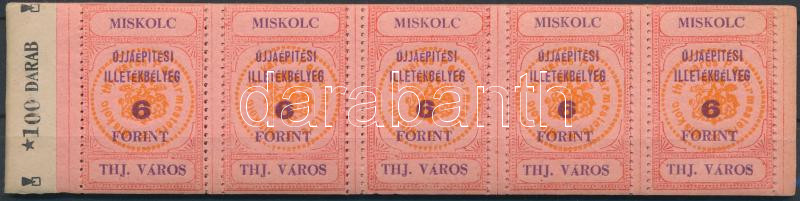 ★100 DARAB
MISKOLC
ÚJJÁÉPÍTÉSI
ILLETÉKBÉLYEG
6
FORINT
THJ. VÁROS
MISKOLC
ÚJJÁÉPÍTÉSI
ILLETÉKBÉLYEG
6
FORINT
THJ. VÁROS
MISKOLC
ÚJJÁÉPÍTÉSI
ILLETÉKBÉLYEG
6
FORINT
THJ. VÁROS
MISKOLC
ÚJJÁÉPÍTÉSI
ILLETÉKBÉLYEG
6
FORINT
THJ. VÁROS
MISKOLC
ÚJJÁÉPÍTÉSI
ILLETÉKBÉLYEG
6
FORINT
THJ. VÁROS
darabanth